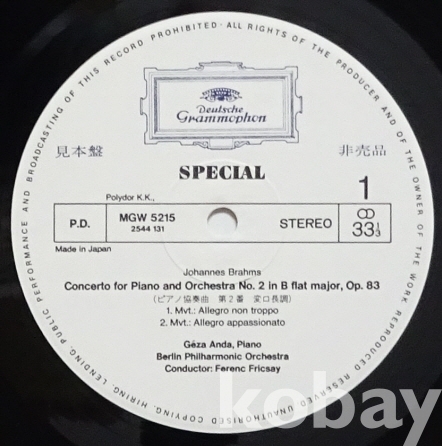 ALL RIGHTS OF THE PRODUCER AND OF THE OWNER OF THE WORK REPRODUCED RESERVED. UNAUTHORISED COPYING, HIRING, LENDING, PUBLIC PERFORMANCE AND BROADCASTING OF THIS RECORD PROHIBITED ·
Deutsche
Grammophon
見本盤
非売品
SPECIAL
1
Polydor K.K.,
P.D.
MGW 5215
2544 131
STEREO
33⅓
Made in Japan
Johannes Brahms
Concerto for Piano and Orchestra No. 2 in B flat major, Op. 83
(ピアノ協奏曲 第2番 変ロ長調)
1. Mvt.: Allegro non troppo
2. Mvt.: Allegro appassionato
Géza Anda, Piano
Berlin Philharmonic Orchestra
Conductor: Ferenc Fricsay
kobay